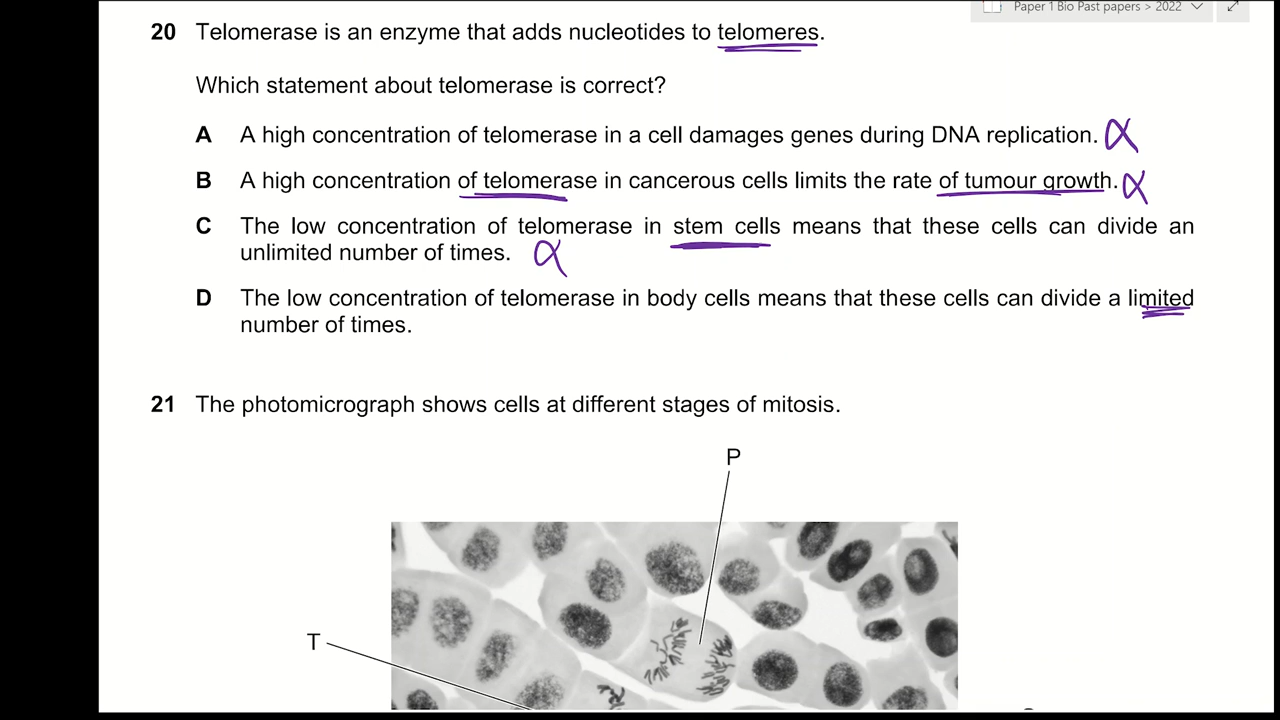 Paper 1 Bio Past papers > 2022
20 Telomerase is an enzyme that adds nucleotides to telomeres.
Which statement about telomerase is correct?
A A high concentration of telomerase in a cell damages genes during DNA replication.
B A high concentration of telomerase in cancerous cells limits the rate of tumour growth.
C The low concentration of telomerase in stem cells means that these cells can divide an
unlimited number of times.
D The low concentration of telomerase in body cells means that these cells can divide a limited
number of times.
21 The photomicrograph shows cells at different stages of mitosis.
P
T